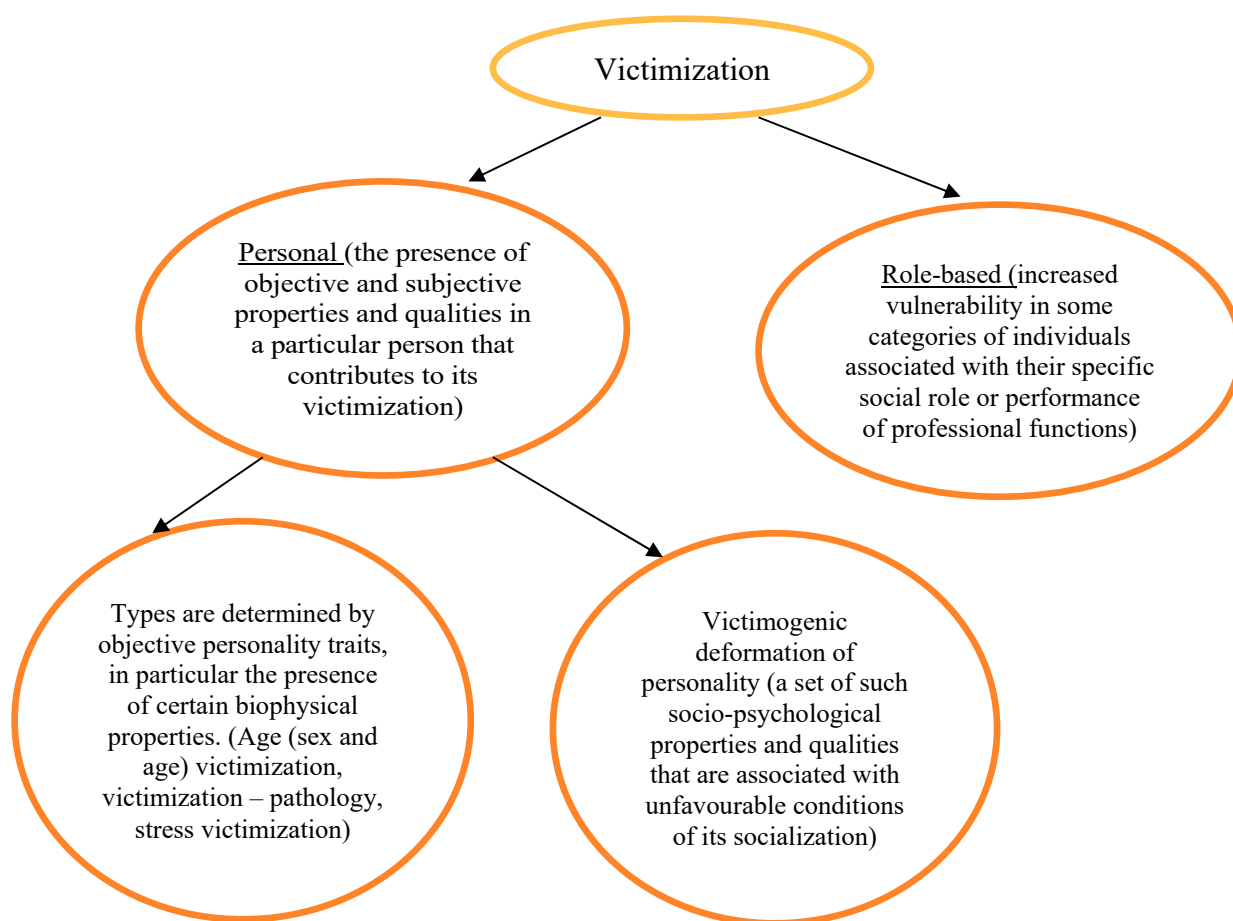 Victimization
Personal (the presence of
objective and subjective
properties and qualities in
a particular person that
contributes to its
victimization)
Role-based (increased
vulnerability in some
categories of individuals
associated with their specific
social role or performance
of professional functions)
Types are determined by
objective personality traits,
in particular the presence
of certain biophysical
properties. (Age (sex and
age) victimization,
victimization – pathology,
stress victimization)
Victimogenic
deformation of
personality (a set of such
socio-psychological
properties and qualities
that are associated with
unfavourable conditions
of its socialization)